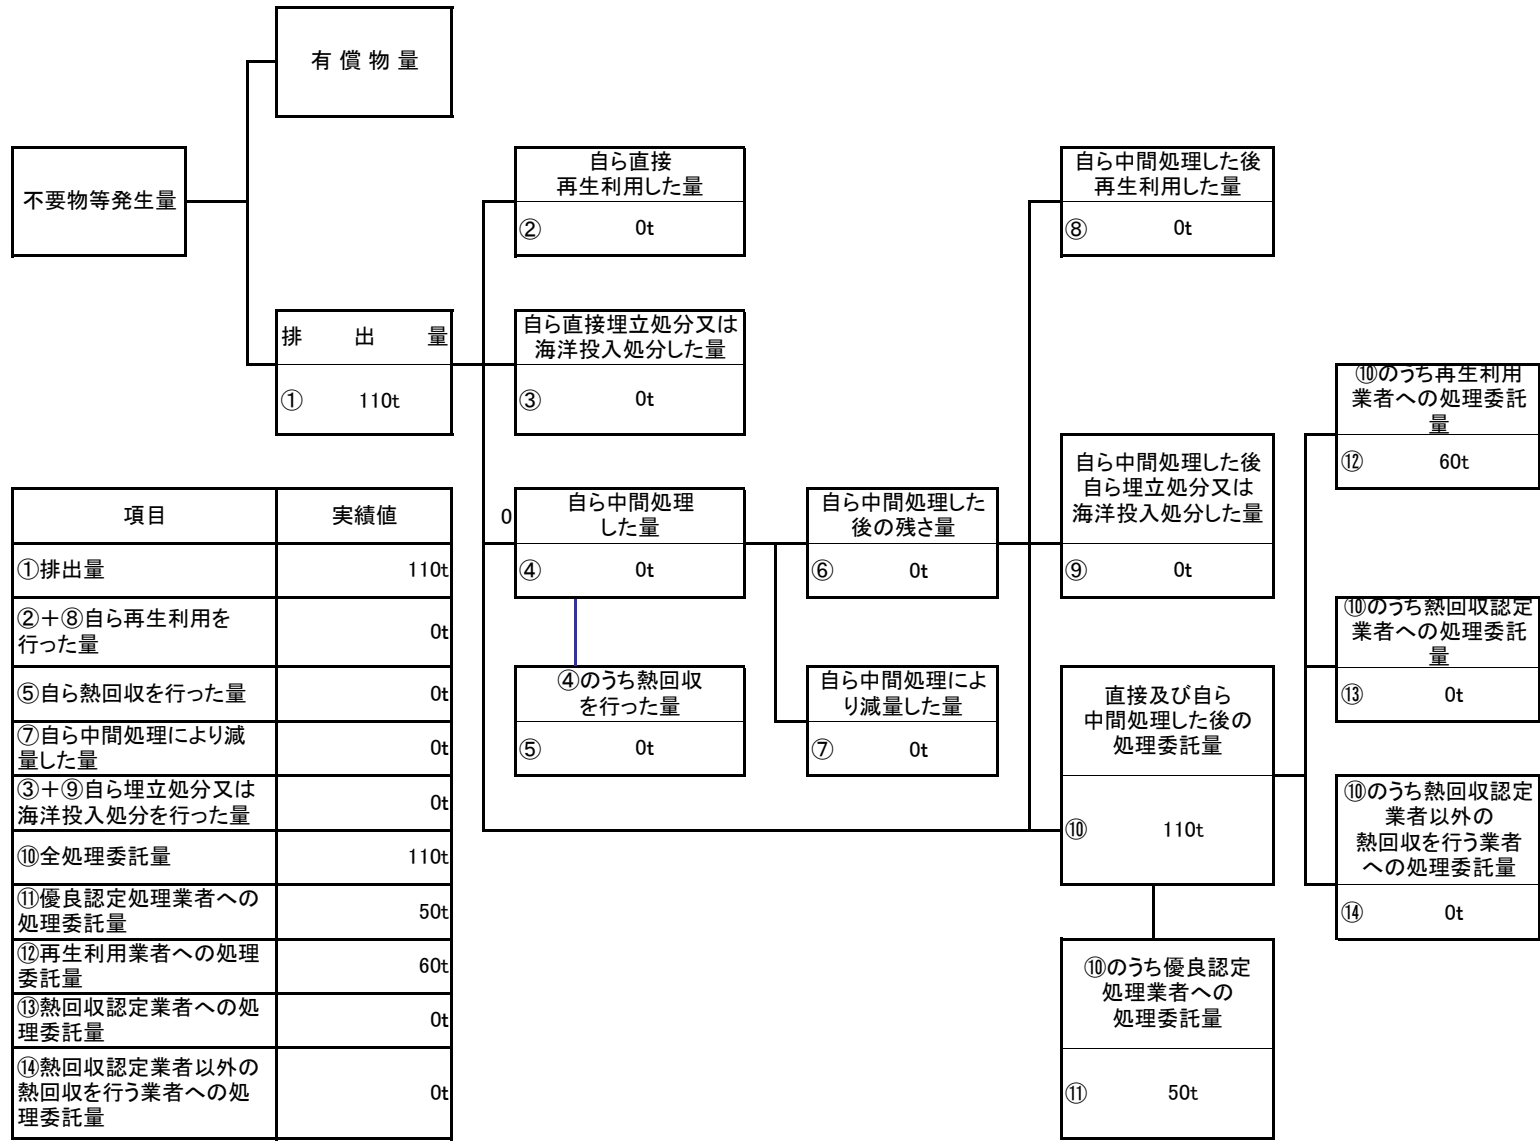 有償物量
不要物等発生量
自ら直接
再生利用した量
② 0t
自ら中間処理した後
再生利用した量
⑧ 0t
排出量
① 110t
自ら直接埋立処分又は
海洋投入処分した量
③ 0t
⑩のうち再生利用
業者への処理委託
量
⑫ 60t
0
自ら中間処理
した量
④ 0t
自ら中間処理した
後の残さ量
⑥ 0t
自ら中間処理した後
自ら埋立処分又は
海洋投入処分した量
⑨ 0t
⑩のうち熱回収認定
業者への処理委託
量
⑬ 0t
④のうち熱回収
を行った量
⑤ 0t
自ら中間処理によ
り減量した量
⑦ 0t
直接及び自ら
中間処理した後の
処理委託量
⑩ 110t
⑩のうち熱回収認定
業者以外の
熱回収を行う業者
への処理委託量
⑭ 0t
⑩のうち優良認定
処理業者への
処理委託量
⑪ 50t
項目 実績値
①排出量 110t
②+⑧自ら再生利用を
行った量 0t
⑤自ら熱回収を行った量 0t
⑦自ら中間処理により減
量した量 0t
③+⑨自ら埋立処分又は
海洋投入処分を行った量 0t
⑩全処理委託量 110t
⑪優良認定処理業者への
処理委託量 50t
⑫再生利用業者への処理
委託量 60t
⑬熱回収認定業者への処
理委託量 0t
⑭熱回収認定業者以外の
熱回収を行う業者への処
理委託量 0t